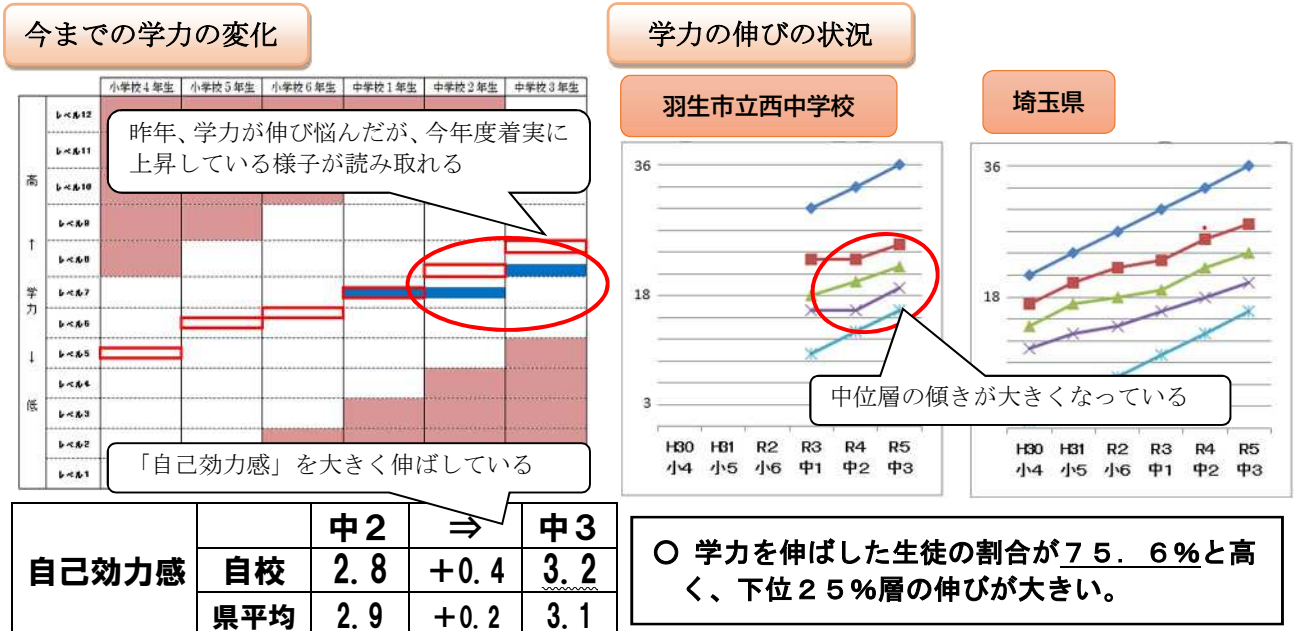 今までの学力の変化
学力の伸びの状況
小学校4年生 小学校5年生 小学校6年生 中学校1年生 中学校2年生 中学校3年生
レベル12
レベル11
レベル10
レベル9
レベル8
レベル7
レベル6
レベル5
レベル4
レベル3
レベル2
レベル1
高
↑
学
力
↓
低
昨年、学力が伸び悩んだが、今年度着実に
上昇している様子が読み取れる
「自己効力感」を大きく伸ばしている
羽生市立西中学校
36
18
3
H30 H31 R2 R3 R4 R5
小4 小5 小6 中1 中2 中3
埼玉県
36
18
H30 H31 R2 R3 R4 R5
小4 小5 小6 中1 中2 中3
中位層の傾きが大きくなっている
自己効力感
中2 ⇒ 中3
自校 2.8 +0.4 3.2
県平均 2.9 +0.2 3.1
○ 学力を伸ばした生徒の割合が75.6%と高
く、下位25%層の伸びが大きい。